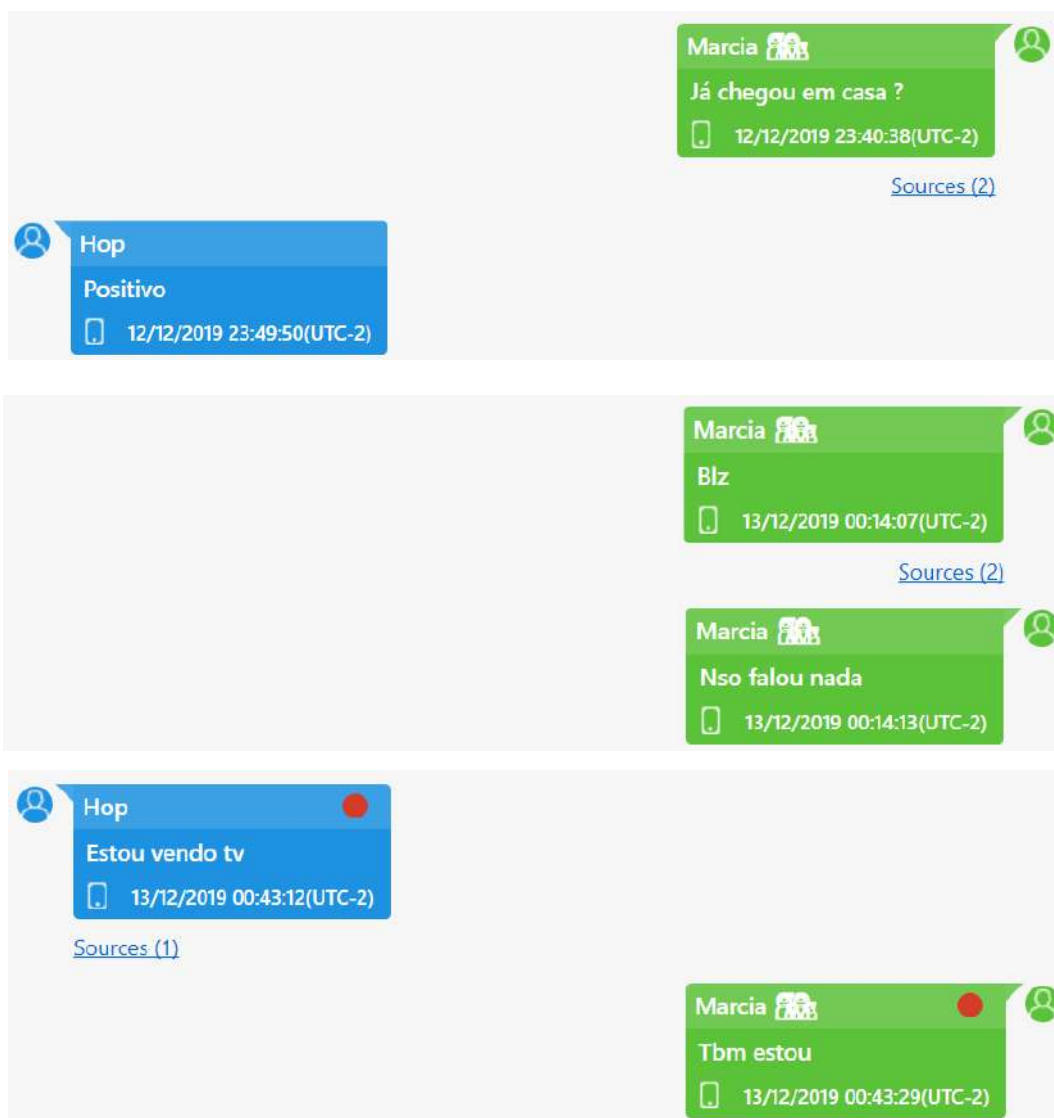 Marcia
Já chegou em casa ?
12/12/2019 23:40:38(UTC-2)
Sources (2)
Hop
Positivo
12/12/2019 23:49:50(UTC-2)
Marcia
Blz
13/12/2019 00:14:07(UTC-2)
Sources (2)
Marcia
Nso falou nada
13/12/2019 00:14:13(UTC-2)
Hop
Estou vendo tv
13/12/2019 00:43:12(UTC-2)
Sources (1)
Marcia
Tbm estou
13/12/2019 00:43:29(UTC-2)